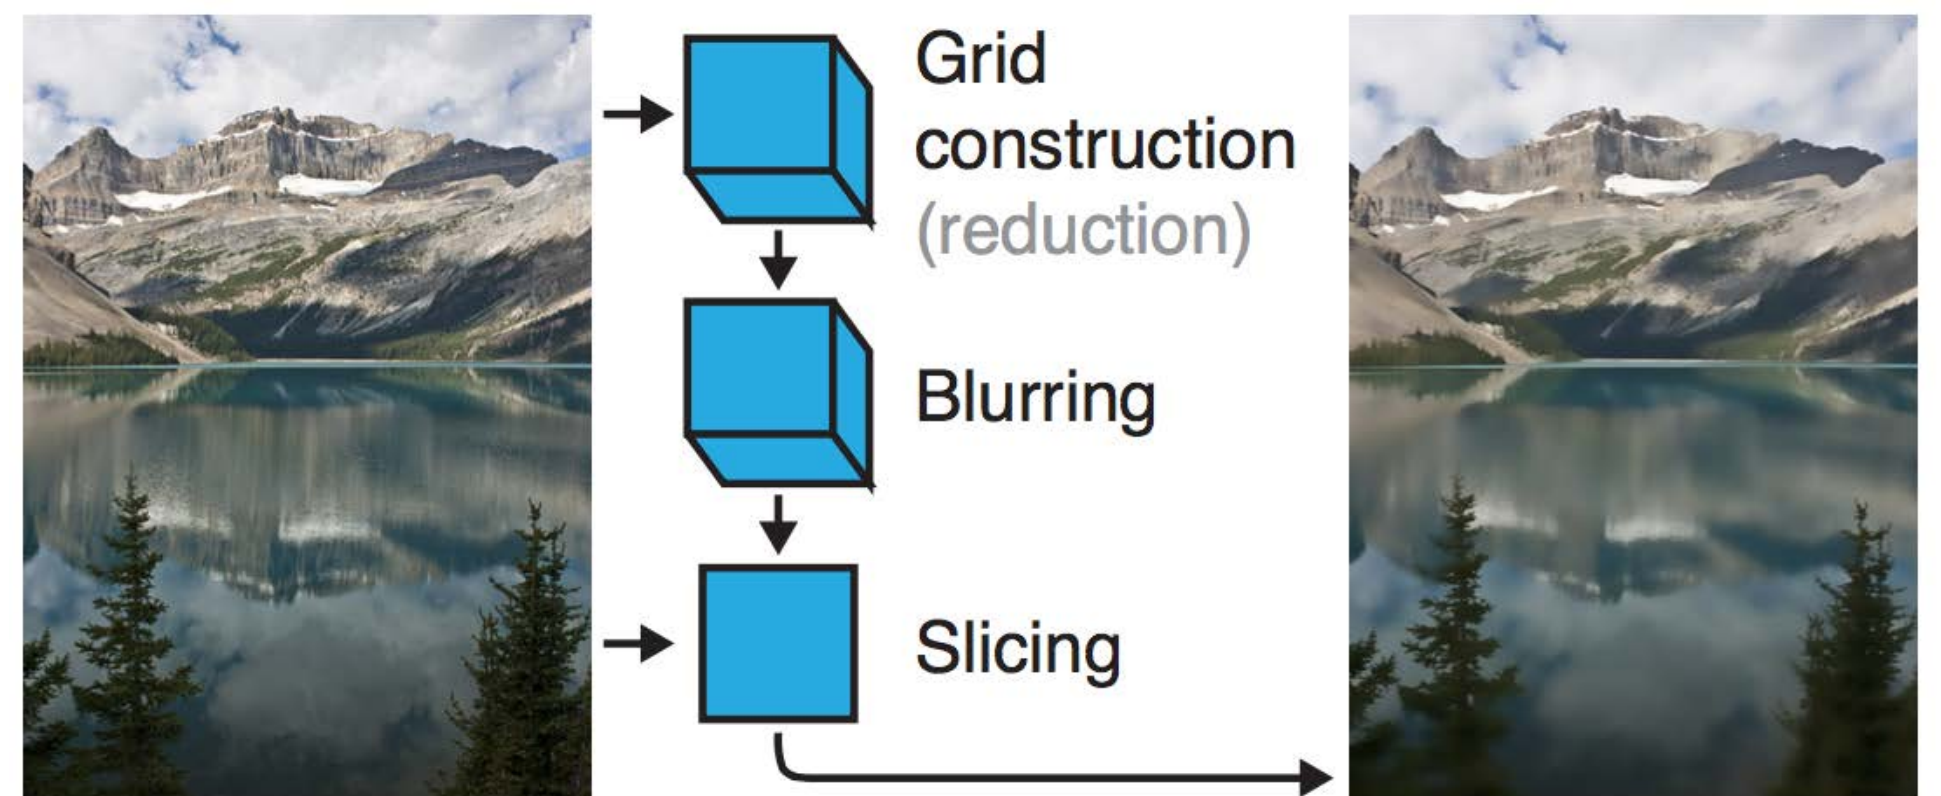 Grid
construction
(reduction)
Blurring
Slicing